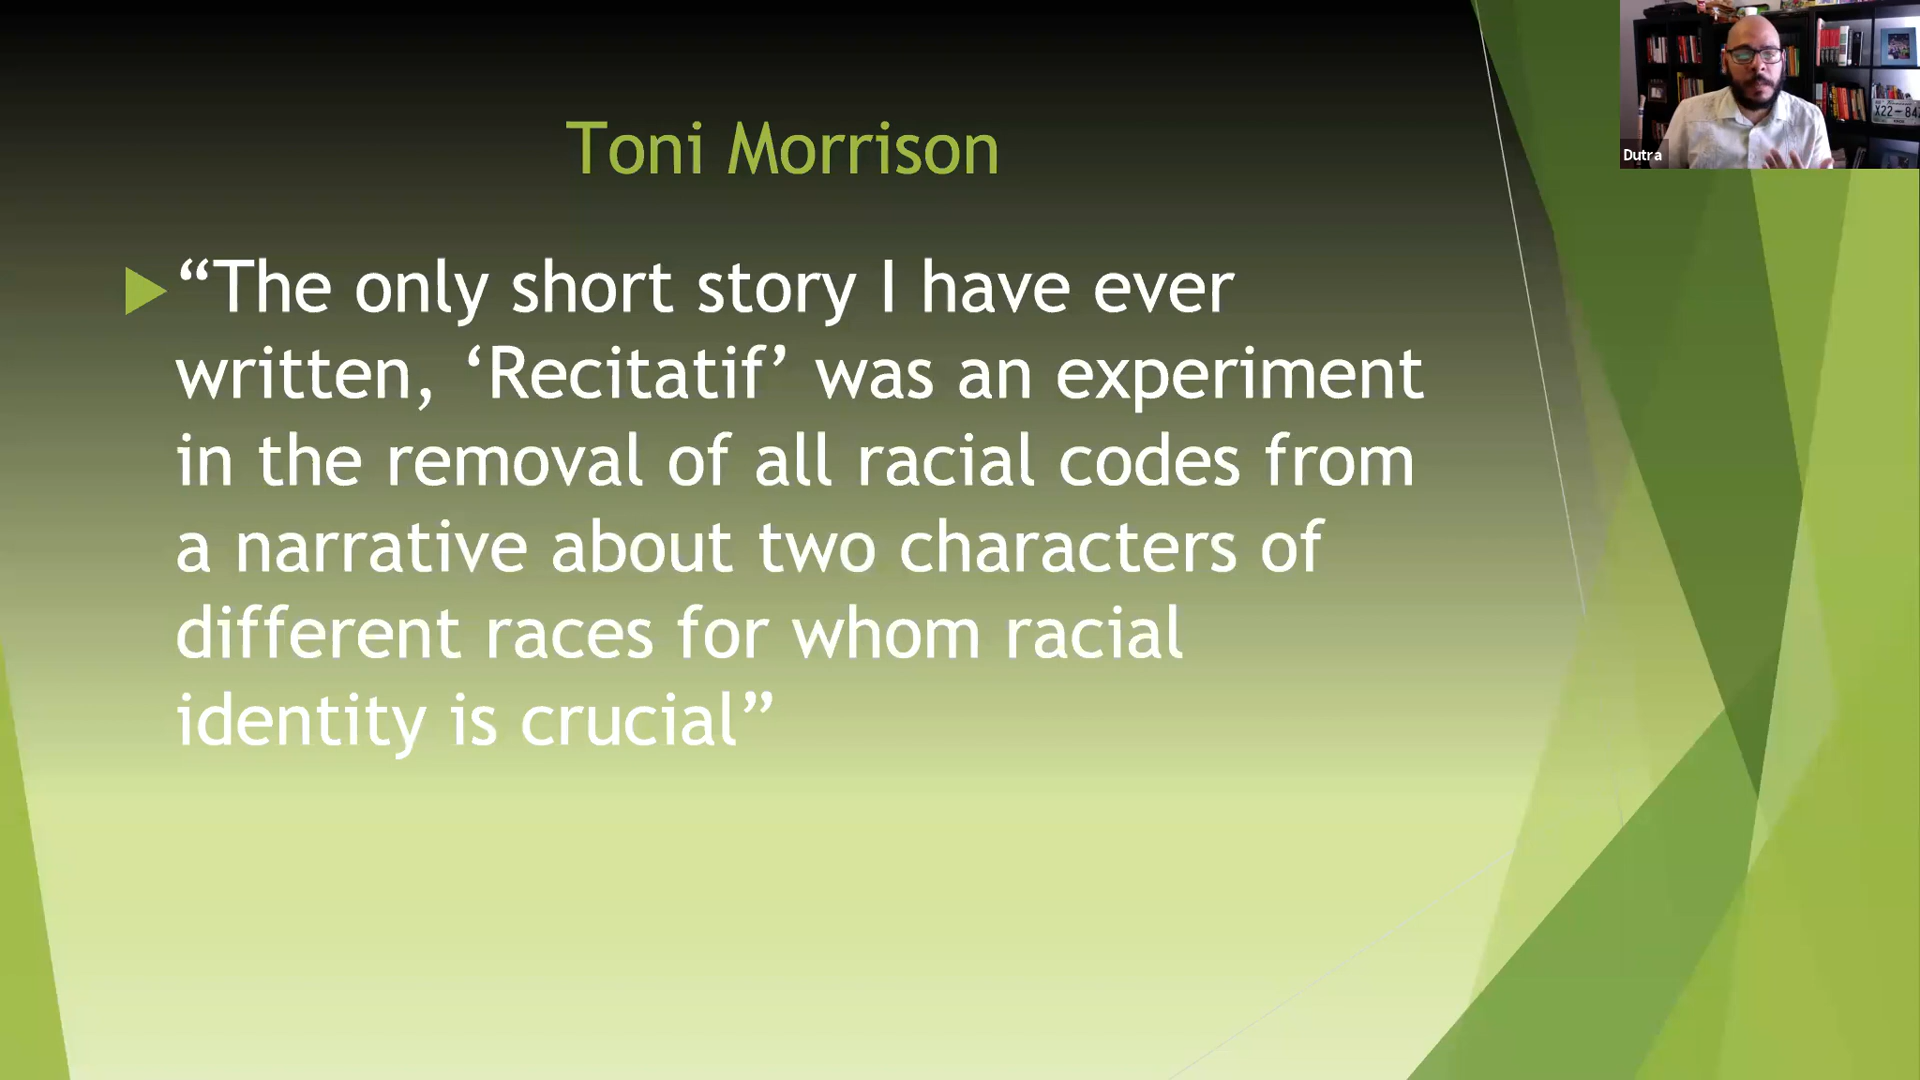 Toni Morrison
“The only short story I have ever
written, ‘Recitatif’ was an experiment
in the removal of all racial codes from
a narrative about two characters of
different races for whom racial
identity is crucial”
Dutra